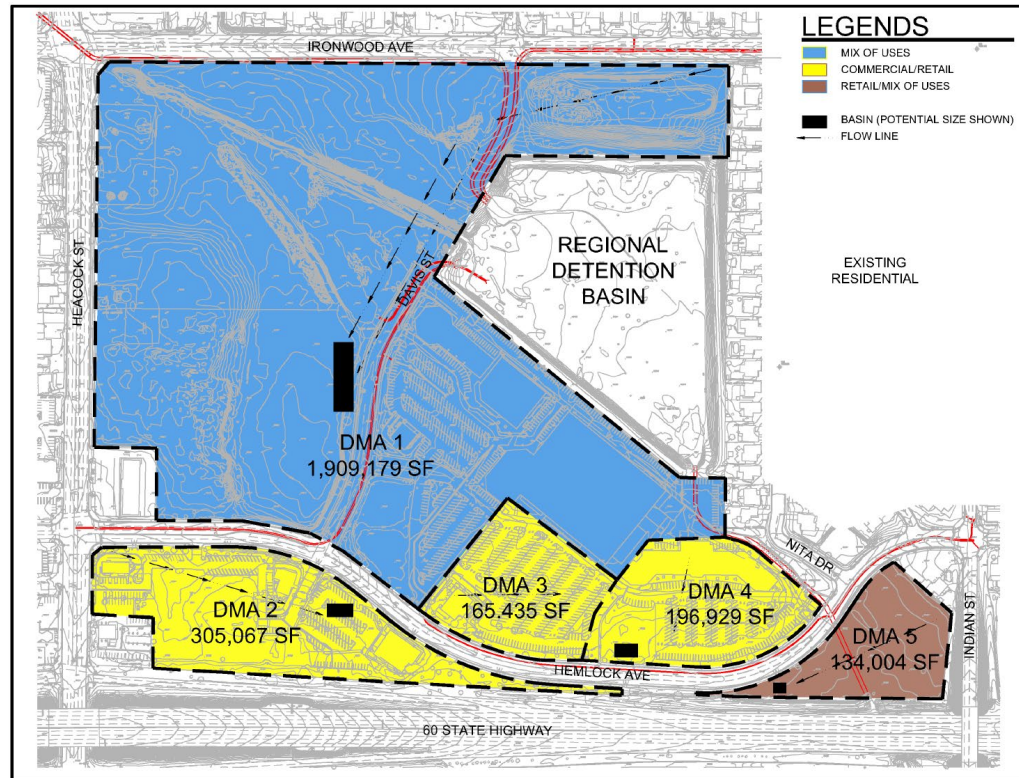 LEGENDS
MIX OF USES
COMMERCIAL/RETAIL
RETAIL/MIX OF USES
BASIN (POTENTIAL SIZE SHOWN)
FLOW LINE
IRONWOOD AVE
HEACOCK ST.
DAVIS ST
REGIONAL
DETENTION
BASIN
EXISTING
RESIDENTIAL
DMA 1
1,909,179 SF
DMA 2
305,067 SF
DMA 3
165.435 SF
DMA 4
196,929 SF
DMA 5
134,004 SF
NITA DR
INDIAN ST
HEMLOCK AVE
60 STATE HIGHWAY